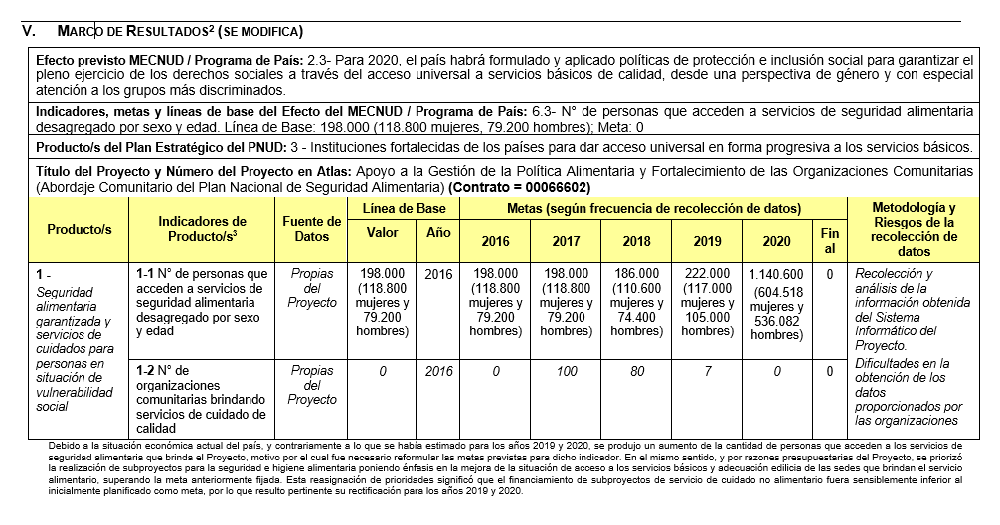 V. MARCO DE RESULTADOS² (SE MODIFICA)
Efecto previsto MECNUD / Programa de País: 2.3- Para 2020, el país habrá formulado y aplicado políticas de protección e inclusión social para garantizar el
pleno ejercicio de los derechos sociales a través del acceso universal a servicios básicos de calidad, desde una perspectiva de género y con especial
atención a los grupos más discriminados.
Indicadores, metas y líneas de base del Efecto del MECNUD / Programa de País: 6.3- N° de personas que acceden a servicios de seguridad alimentaria
desagregado por sexo y edad. Línea de Base: 198.000 (118.800 mujeres, 79.200 hombres); Meta: 0
Producto/s del Plan Estratégico del PNUD: 3 - Instituciones fortalecidas de los países para dar acceso universal en forma progresiva a los servicios básicos.
Título del Proyecto y Número del Proyecto en Atlas: Apoyo a la Gestión de la Política Alimentaria y Fortalecimiento de las Organizaciones Comunitarias
(Abordaje Comunitario del Plan Nacional de Seguridad Alimentaria) (Contrato = 00066602)
Producto/s
Indicadores de
Producto/s³
Fuente de
Datos
Línea de Base
Valor
Año
Metas (según frecuencia de recolección de datos)
2016
2017
2018
2019
2020
Fin
al
Metodología y
Riesgos de la
recolección de
datos
1 -
Seguridad
alimentaria
garantizada y
servicios de
cuidados para
personas en
situación de
vulnerabilidad
social
1-1 N° de personas que
acceden a servicios de
seguridad alimentaria
desagregado por sexo
y edad
Propias
del
Proyecto
198.000
(118.800
mujeres y
79.200
hombres)
2016
198.000
(118.800
mujeres y
79.200
hombres)
198.000
(118.800
mujeres y
79.200
hombres)
186.000
(110.600
mujeres y
74.400
hombres)
222.000
(117.000
mujeres y
105.000
hombres)
1.140.600
(604.518
mujeres y
536.082
hombres)
0
Recolección y
análisis de la
información obtenida
del Sistema
Informático del
Proyecto.
Dificultades en la
obtención de los
datos
proporcionados por
las organizaciones
1-2 N° de
organizaciones
comunitarias brindando
servicios de cuidado de
calidad
Propias
del
Proyecto
0
2016
0
100
80
7
0
0
Debido a la situación económica actual del país, y contrariamente a lo que se había estimado para los años 2019 y 2020, se produjo un aumento de la cantidad de personas que acceden a los servicios de
seguridad alimentaria que brinda el Proyecto, motivo por el cual fue necesario reformular las metas previstas para dicho indicador. En el mismo sentido, y por razones presupuestarias del Proyecto, se priorizó
la realización de subproyectos para la seguridad e higiene alimentaria poniendo énfasis en la mejora de la situación de acceso a los servicios básicos y adecuación edilicia de las sedes que brindan el servicio
alimentario, superando la meta anteriormente fijada. Esta reasignación de prioridades significó que el financiamiento de subproyectos de servicio de cuidado no alimentario fuera sensiblemente inferior al
inicialmente planificado como meta, por lo que resulto pertinente su rectificación para los años 2019 y 2020.